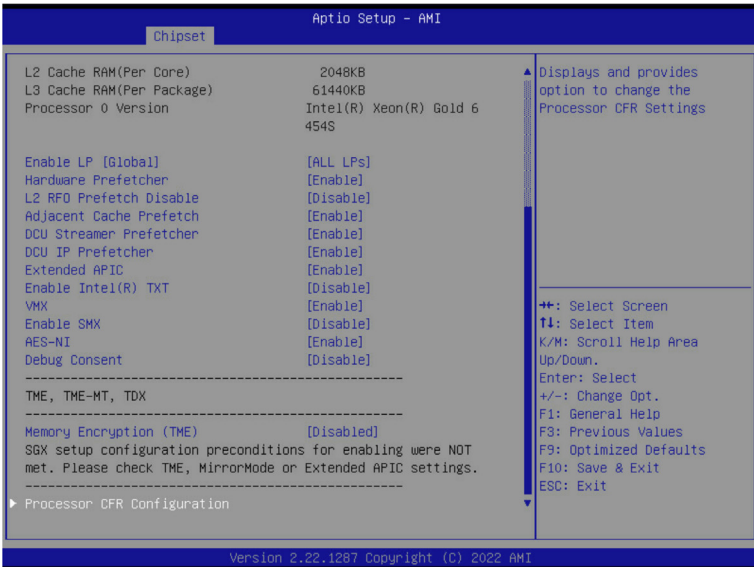 Aptio Setup – AMI
Chipset
L2 Cache RAM(Per Core) 2048KB
L3 Cache RAM(Per Package) 61440KB
Processor 0 Version Intel(R) Xeon(R) Gold 6
454S
Enable LP [Global] [ALL LPs]
Hardware Prefetcher [Enable]
L2 RFO Prefetch Disable [Disable]
Adjacent Cache Prefetch [Enable]
DCU Streamer Prefetcher [Enable]
DCU IP Prefetcher [Enable]
Extended APIC [Enable]
Enable Intel(R) TXT [Disable]
VMX [Enable]
Enable SMX [Disable]
AES-NI [Enable]
Debug Consent [Disable]
--------------------------------------------------
TME, TME-MT, TDX
--------------------------------------------------
Memory Encryption (TME) [Disabled]
SGX setup configuration preconditions for enabling were NOT
met. Please check TME, MirrorMode or Extended APIC settings.
--------------------------------------------------
Processor CFR Configuration
Displays and provides
option to change the
Processor CFR Settings
→←: Select Screen
↑↓: Select Item
K/M: Scroll Help Area
Up/Down.
Enter: Select
+/-: Change Opt.
F1: General Help
F3: Previous Values
F9: Optimized Defaults
F10: Save & Exit
ESC: Exit
Version 2.22.1287 Copyright (C) 2022 AMI